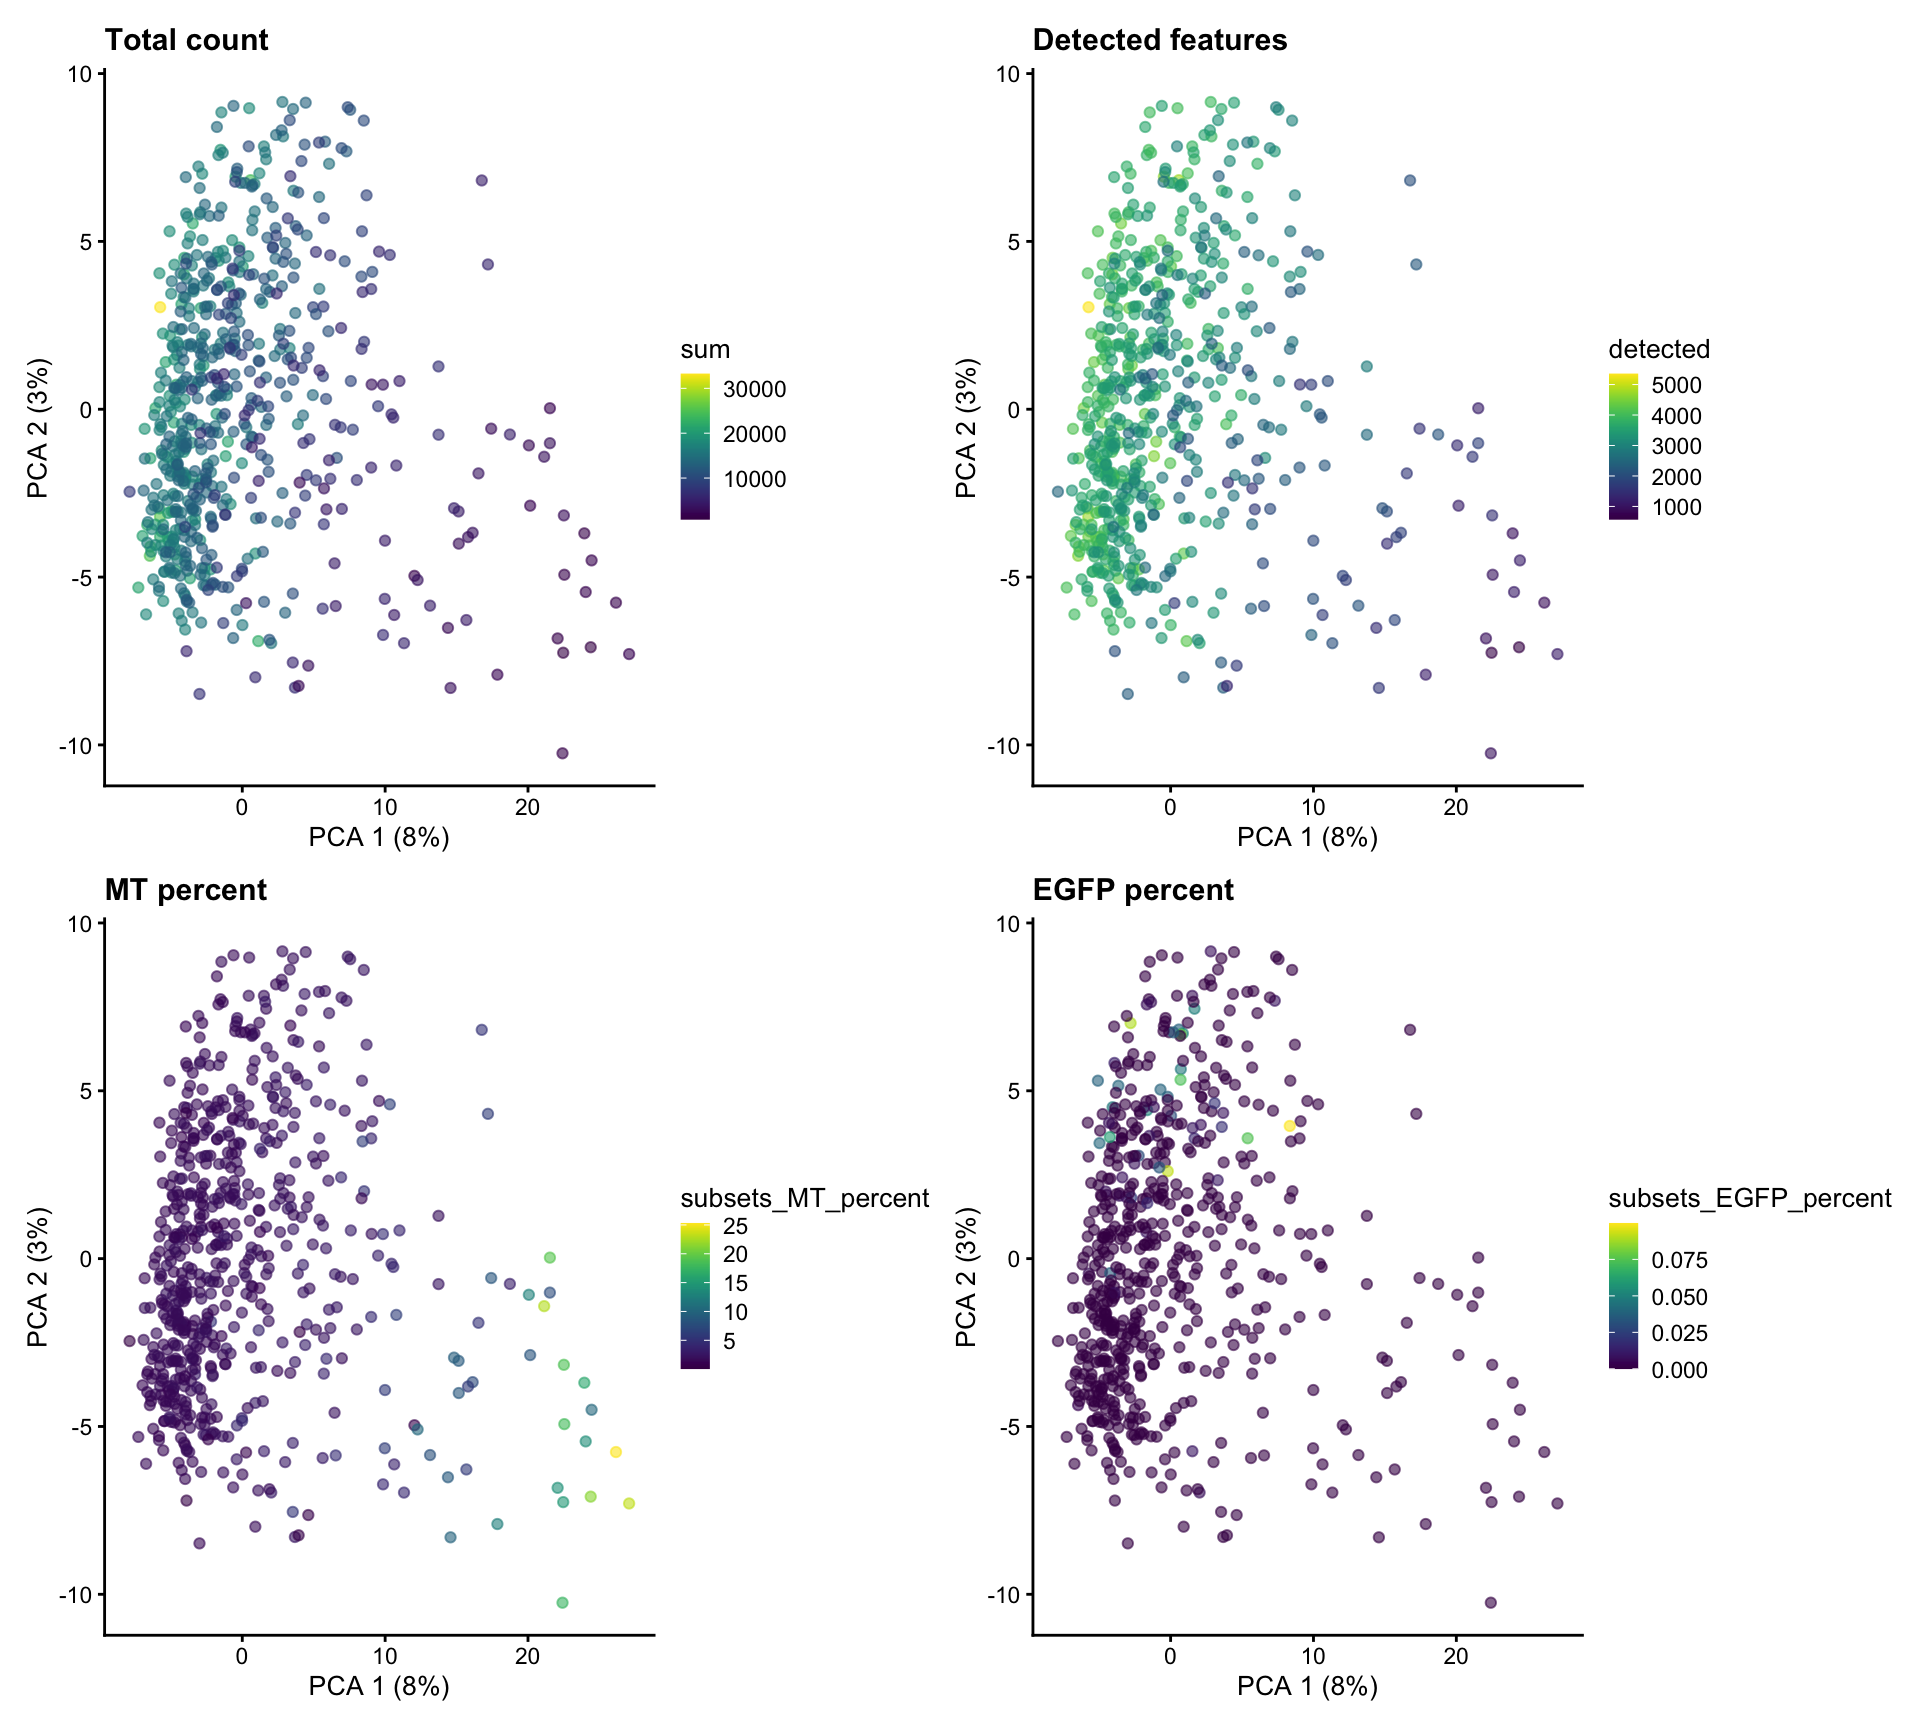 Total count
10
5
0
-5
-10
PCA 2 (3%)
0 10 20
PCA 1 (8%)
sum
30000
20000
10000
Detected features
10
5
0
-5
-10
PCA 2 (3%)
0 10 20
PCA 1 (8%)
detected
5000
4000
3000
2000
1000
MT percent
10
5
0
-5
-10
PCA 2 (3%)
0 10 20
PCA 1 (8%)
subsets_MT_percent
25
20
15
10
5
EGFP percent
10
5
0
-5
-10
PCA 2 (3%)
0 10 20
PCA 1 (8%)
subsets_EGFP_percent
0.075
0.050
0.025
0.000